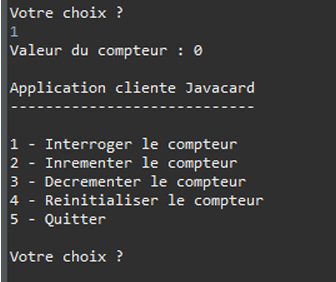 Votre choix ?
1
Valeur du compteur : 0
Application cliente Javacard
----------------------------
1 - Interroger le compteur
2 - Inrementer le compteur
3 - Decrementer le compteur
4 - Reinitialiser le compteur
5 - Quitter
Votre choix ?